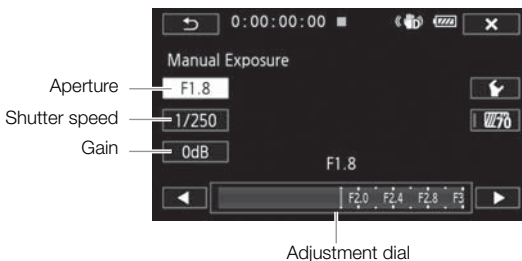 0:00:00:00
Manual Exposure
Aperture
F1.8
Shutter speed
1/250
70
Gain
0dB
F1.8
F2.0 F2.4 F2.8 F3
Adjustment dial